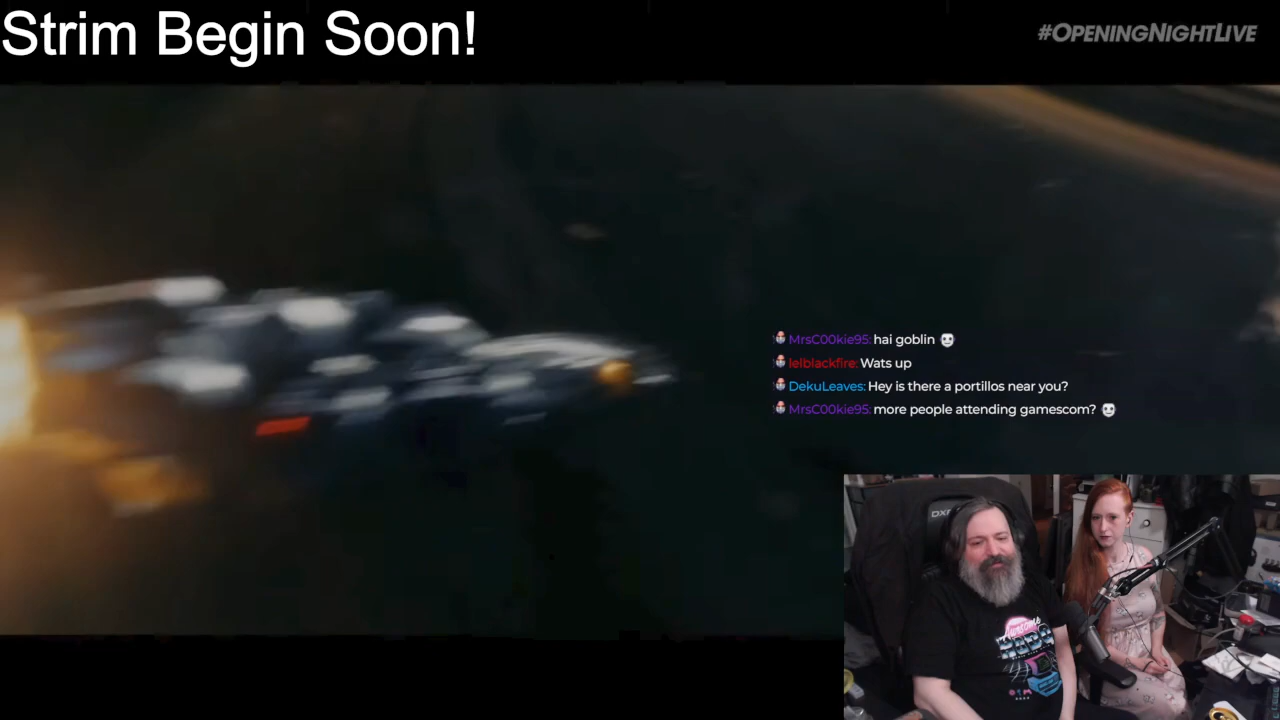 Strim Begin Soon!
#OPENINGNIGHTLIVE
MrsC00kie95: hai goblin
lelblackfire: Wats up
DekuLeaves: Hey is there a portillos near you?
MrsC00kie95: more people attending gamescom?
Awesome